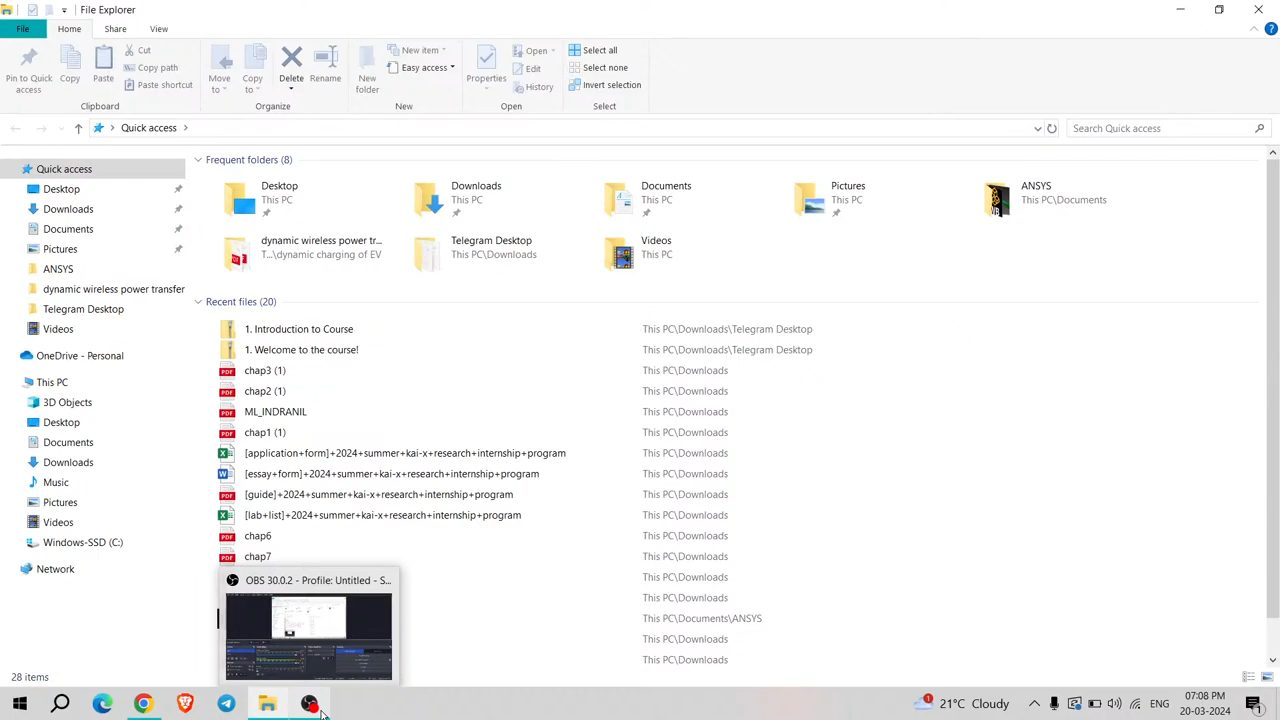 File Explorer
File Home Share View
Pin to Quick access
Copy
Paste
Cut
Copy path
Paste shortcut
Clipboard
Move to
Copy to
Delete
Rename
Organize
New folder
New item
Easy access
New
Properties
Open
Edit
History
Open
Select all
Select none
Invert selection
Select
Quick access
Search Quick access
Quick access
Desktop
Downloads
Documents
Pictures
ANSYS
dynamic wireless power transfer
Telegram Desktop
Videos
OneDrive - Personal
This PC
3D Objects
Desktop
Documents
Downloads
Music
Pictures
Videos
Windows-SSD (C:)
Network
Frequent folders (8)
Desktop
This PC
Downloads
This PC
Documents
This PC
Pictures
This PC
ANSYS
This PC\Documents
dynamic wireless power tr...
T...\dynamic charging of EV
Telegram Desktop
This PC\Downloads
Videos
This PC
Recent files (20)
1. Introduction to Course This PC\Downloads\Telegram Desktop
1. Welcome to the course! This PC\Downloads\Telegram Desktop
chap3 (1) This PC\Downloads
chap2 (1) This PC\Downloads
ML_INDRANIL This PC\Downloads
chap1 (1) This PC\Downloads
[application+form]+2024+summer+kai-x+research+internship+program This PC\Downloads
[essay+form]+2024+summer+kai-x+research+internship+program This PC\Downloads
[guide]+2024+summer+kai-x+research+internship+program This PC\Downloads
[lab+list]+2024+summer+kai-x+research+internship+program This PC\Downloads
chap6 This PC\Downloads
chap7 This PC\Downloads
This PC\Downloads
This PC\Downloads
This PC\Documents\ANSYS
This PC\Downloads
This PC\Downloads
OBS 30.0.2 - Profile: Untitled - S...
28 items
1
21°C Cloudy
ENG
07:08 PM
20-03-2024
1